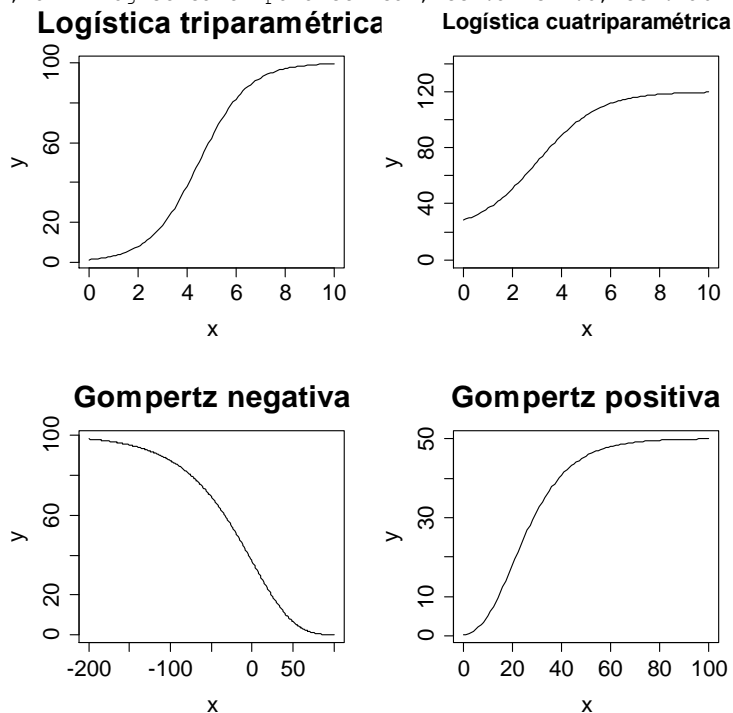 Logística triparamétrica
Logística cuatriparamétrica
100
60
20
0
y
0 2 4 6 8 10
x
120
80
40
0
y
0 2 4 6 8 10
x
Gompertz negativa
Gompertz positiva
100
60
20
0
y
-200 -100 0 50
x
50
30
10
0
y
0 20 40 60 80 100
x